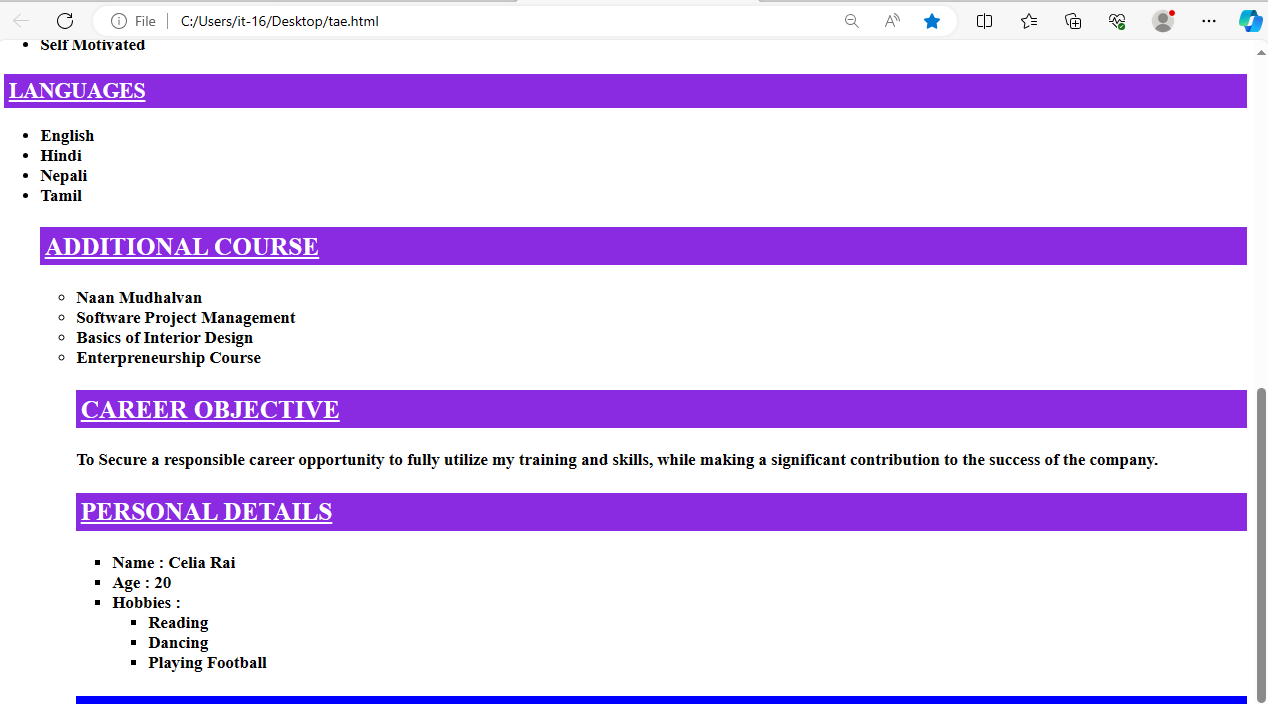 File
C:/Users/it-16/Desktop/tae.html
Self Motivated
LANGUAGES
English
Hindi
Nepali
Tamil
ADDITIONAL COURSE
Naan Mudhalvan
Software Project Management
Basics of Interior Design
Enterpreneurship Course
CAREER OBJECTIVE
To Secure a responsible career opportunity to fully utilize my training and skills, while making a significant contribution to the success of the company.
PERSONAL DETAILS
Name : Celia Rai
Age : 20
Hobbies :
Reading
Dancing
Playing Football